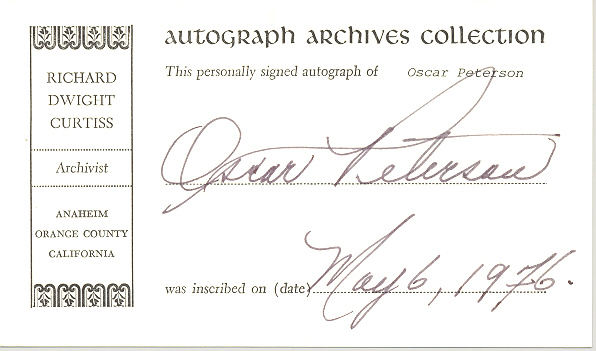 AUTOGRAPH ARCHIVES COLLECTION
RICHARD
DWIGHT
CURTISS
Archivist
ANAHEIM
ORANGE COUNTY
CALIFORNIA
This personally signed autograph of Oscar Peterson
Oscar Peterson
was inscribed on (date) May 6, 1976.